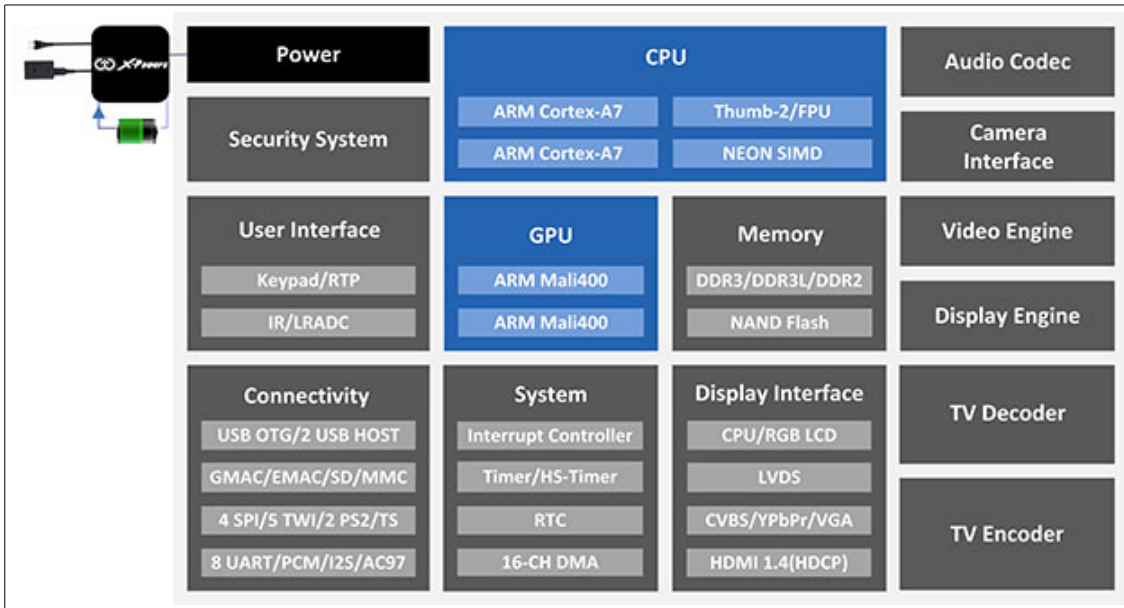 X-Powers
Power
Security System
CPU
ARM Cortex-A7
Thumb-2/FPU
ARM Cortex-A7
NEON SIMD
Audio Codec
Camera
Interface
User Interface
Keypad/RTP
IR/LRADC
GPU
ARM Mali400
ARM Mali400
Memory
DDR3/DDR3L/DDR2
NAND Flash
Video Engine
Display Engine
Connectivity
USB OTG/2 USB HOST
GMAC/EMAC/SD/MMC
4 SPI/5 TWI/2 PS2/TS
8 UART/PCM/I2S/AC97
System
Interrupt Controller
Timer/HS-Timer
RTC
16-CH DMA
Display Interface
CPU/RGB LCD
LVDS
CVBS/YPbPr/VGA
HDMI 1.4(HDCP)
TV Decoder
TV Encoder